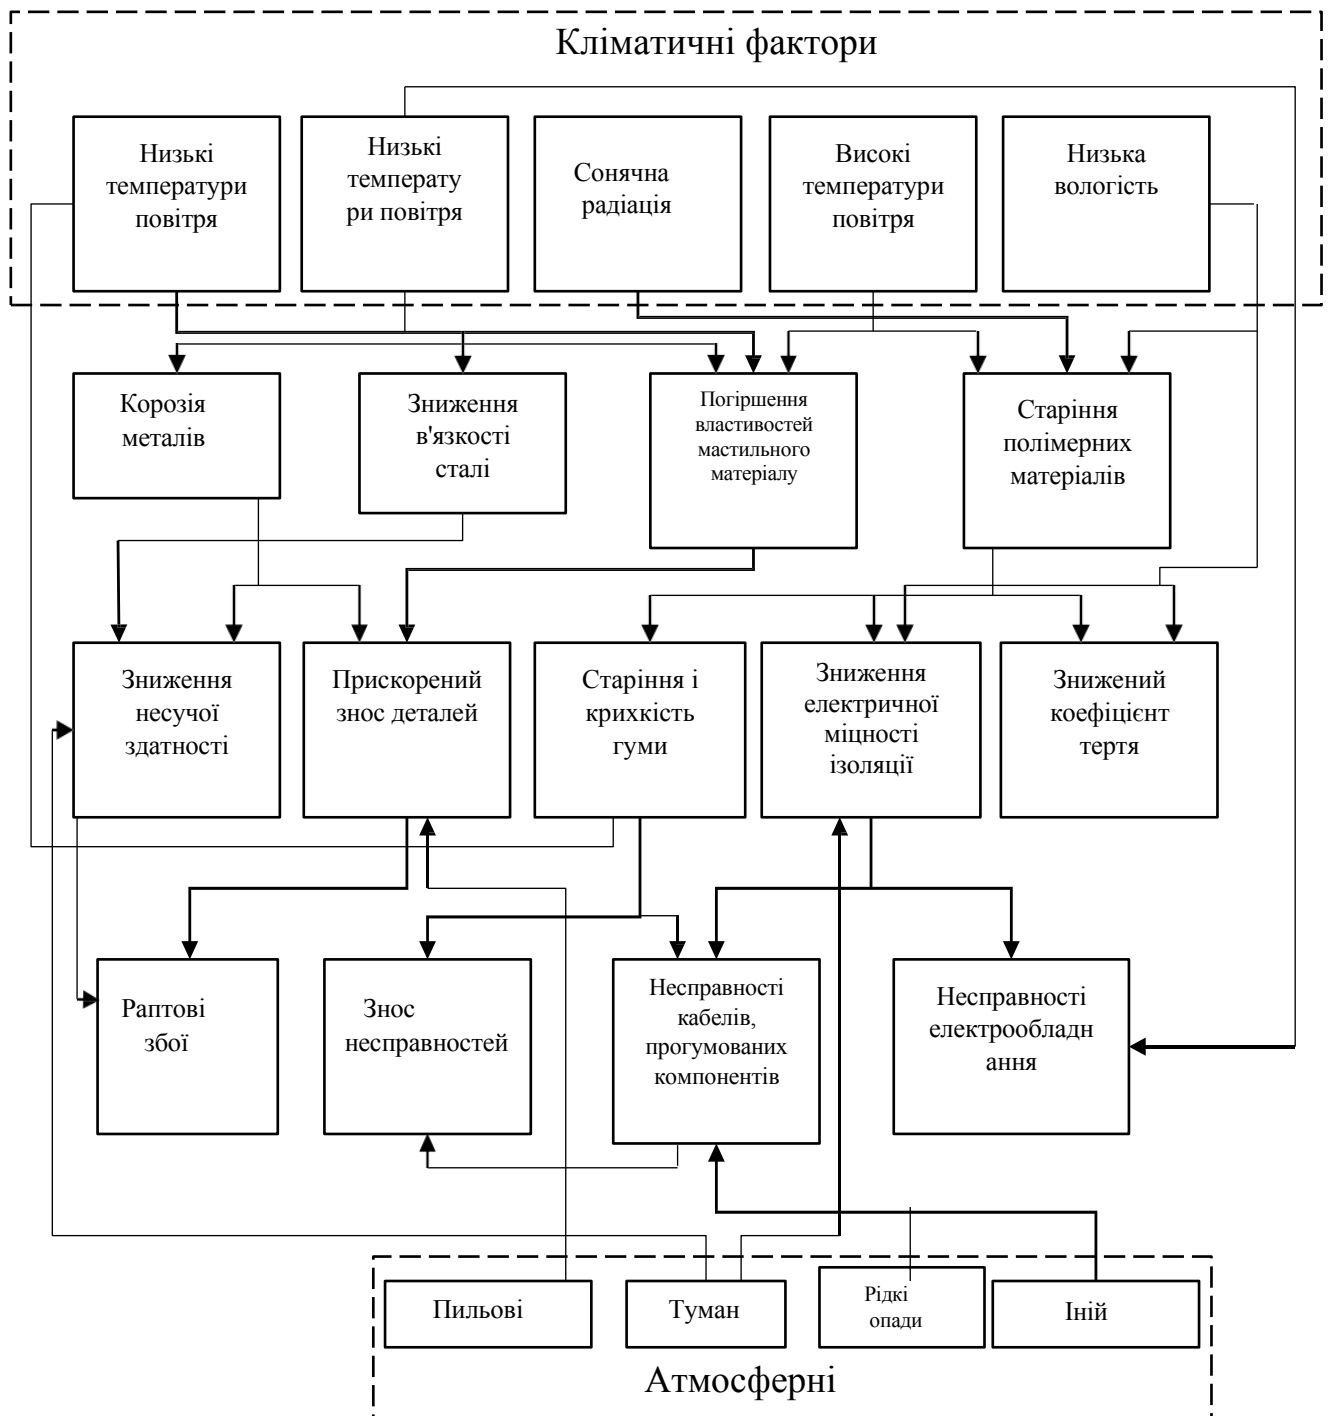 Кліматичні фактори
Низькі
температури
повітря
Низькі
температу
ри повітря
Сонячна
радіація
Високі
температури
повітря
Низька
вологість
Корозія
металів
Зниження
в'язкості
сталі
Погіршення
властивостей
мастильного
матеріалу
Старіння
полімерних
матеріалів
Зниження
несучої
здатності
Прискорений
знос деталей
Старіння і
крихкість
гуми
Зниження
електричної
міцності
ізоляції
Знижений
коефіцієнт
тертя
Раптові
збої
Знос
несправностей
Несправності
кабелів,
прогумованих
компонентів
Несправності
електрообладн
ання
Пильові
Туман
Рідкі
опади
Іній
Атмосферні